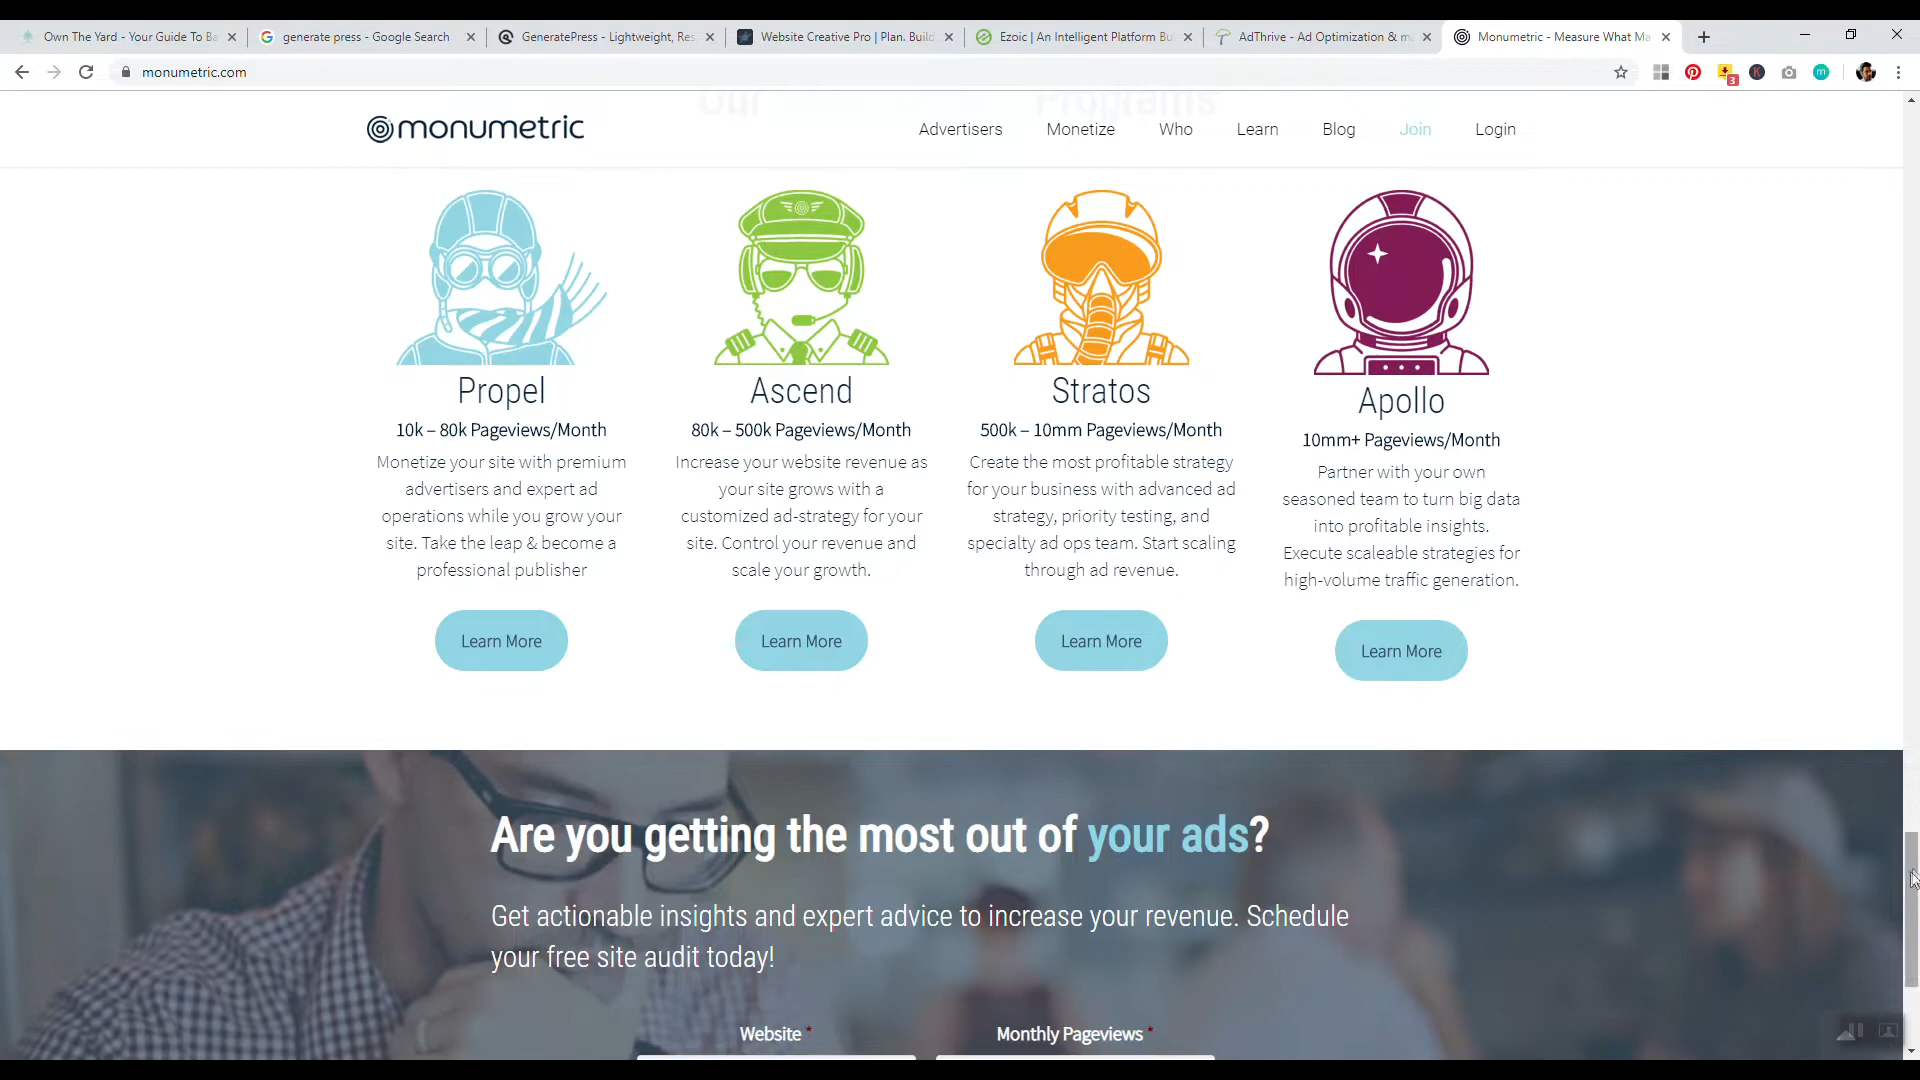 Own The Yard - Your Guide To Ba
generate press - Google Search
GeneratePress - Lightweight, Res
Website Creative Pro | Plan. Build
Ezoic | An Intelligent Platform Bu
AdThrive - Ad Optimization & m
Monumetric - Measure What Ma
monumetric.com
3
K
m
Our Programs
monumetric
Advertisers
Monetize
Who
Learn
Blog
Join
Login
Propel
10k – 80k Pageviews/Month
Monetize your site with premium
advertisers and expert ad
operations while you grow your
site. Take the leap & become a
professional publisher
Learn More
Ascend
80k – 500k Pageviews/Month
Increase your website revenue as
your site grows with a
customized ad-strategy for your
site. Control your revenue and
scale your growth.
Learn More
Stratos
500k – 10mm Pageviews/Month
Create the most profitable strategy
for your business with advanced ad
strategy, priority testing, and
specialty ad ops team. Start scaling
through ad revenue.
Learn More
Apollo
10mm+ Pageviews/Month
Partner with your own
seasoned team to turn big data
into profitable insights.
Execute scaleable strategies for
high-volume traffic generation.
Learn More
Are you getting the most out of your ads?
Get actionable insights and expert advice to increase your revenue. Schedule
your free site audit today!
Website *
Monthly Pageviews *